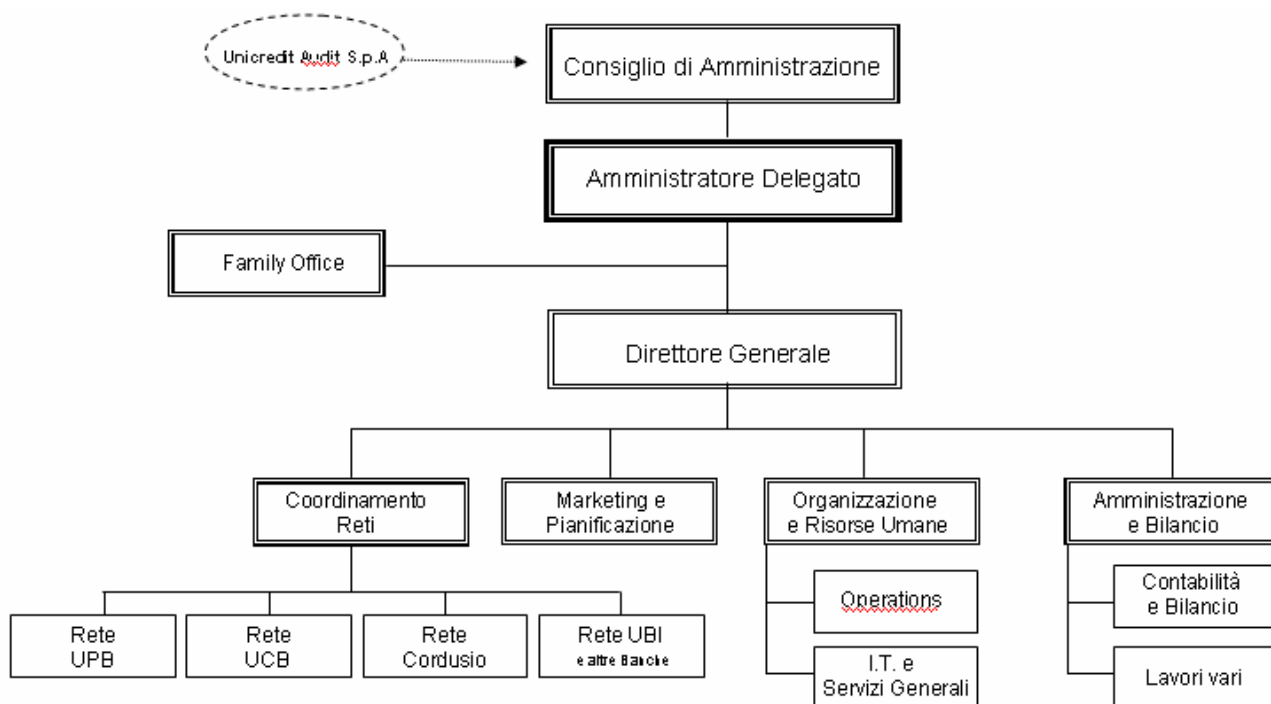 Unicredit Audit S.p.A
Consiglio di Amministrazione
Amministratore Delegato
Family Office
Direttore Generale
Coordinamento
Reti
Marketing e
Pianificazione
Organizzazione
e Risorse Umane
Amministrazione
e Bilancio
Rete
UPB
Rete
UCB
Rete
Cordusio
Rete UBI
e altre Banche
Operations
I.T. e
Servizi Generali
Contabilità
e Bilancio
Lavori vari